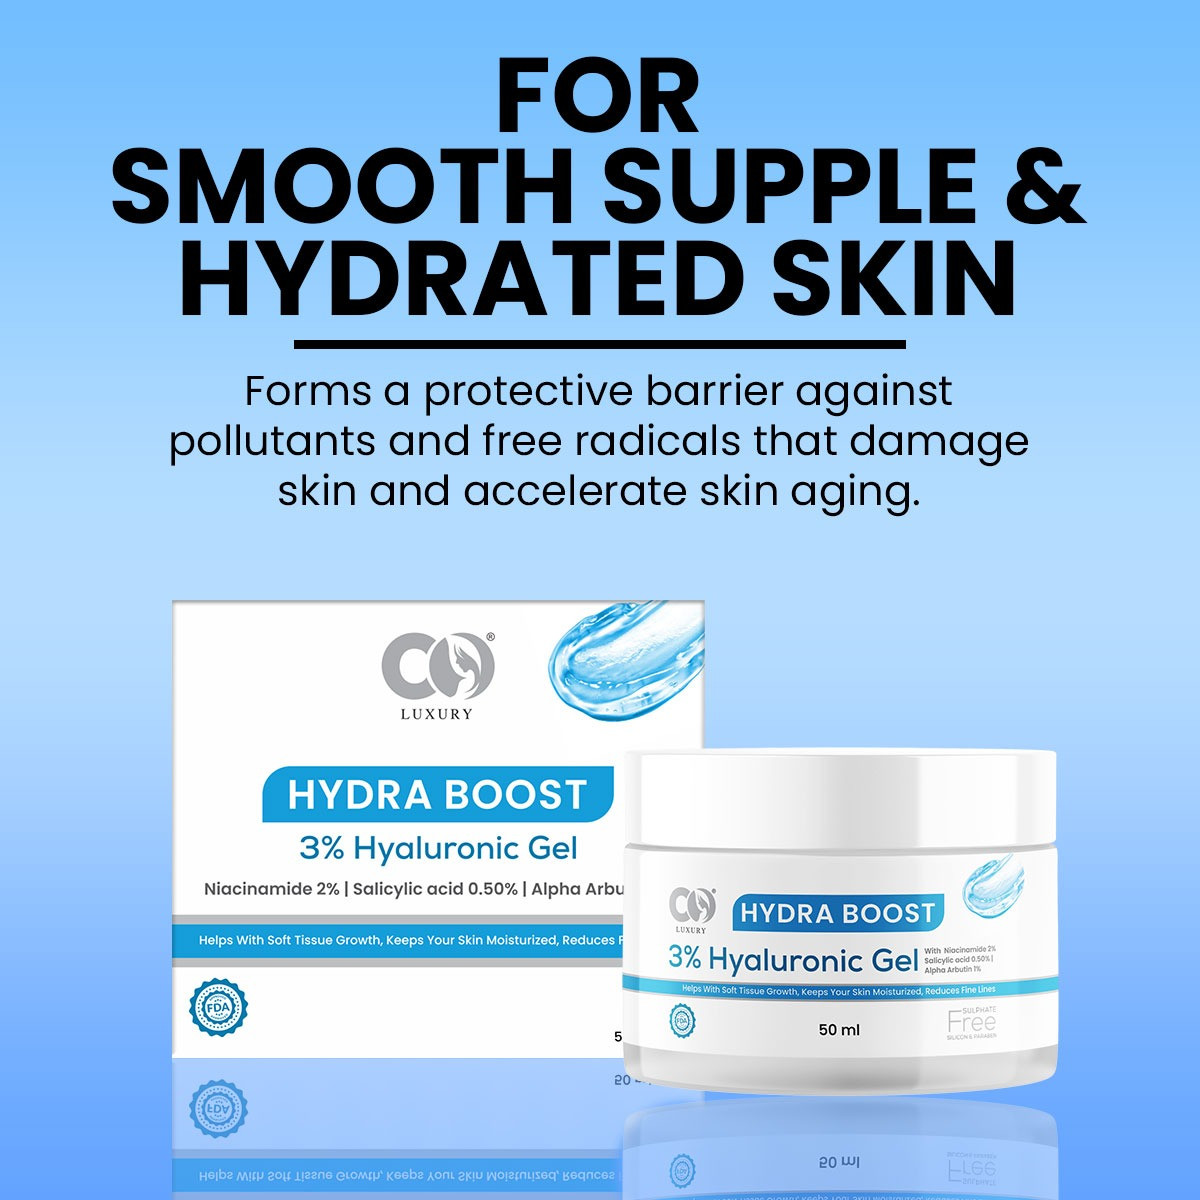 FOR
SMOOTH SUPPLE &
HYDRATED SKIN
Forms a protective barrier against
pollutants and free radicals that damage
skin and accelerate skin aging.
CO®
LUXURY
HYDRA BOOST
3% Hyaluronic Gel
Niacinamide 2% | Salicylic acid 0.50% | Alpha Arbu
Helps With Soft Tissue Growth, Keeps Your Skin Moisturized, Reduces F
FDA
5
CO®
LUXURY
HYDRA BOOST
3% Hyaluronic Gel
With Niacinamide 2%
Salicylic acid 0.50% |
Alpha Arbutin 1%
Helps With Soft Tissue Growth, Keeps Your Skin Moisturized, Reduces Fine Lines
FDA
50 ml
SULPHATE
Free
SILICON & PARABEN